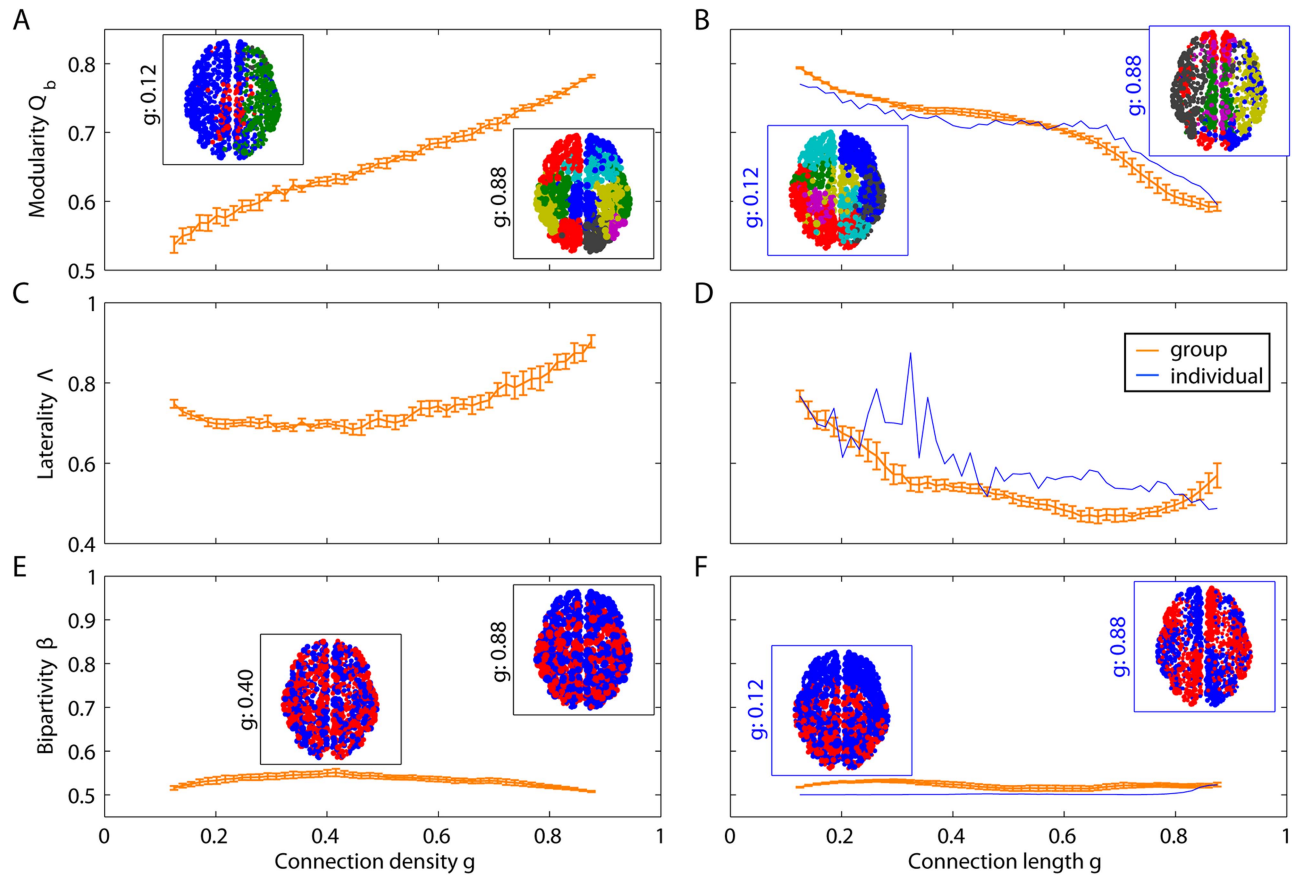 A
Modularity Q_b
0.8
0.7
0.6
0.5
g: 0.12
g: 0.88
B
g: 0.12
g: 0.88
C
Laterality Λ
1
0.8
0.6
0.4
D
group
individual
E
Bipartivity β
1
0.9
0.8
0.7
0.6
0.5
g: 0.40
g: 0.88
0
0.2
0.4
0.6
0.8
1
Connection density g
F
g: 0.12
g: 0.88
0
0.2
0.4
0.6
0.8
1
Connection length g